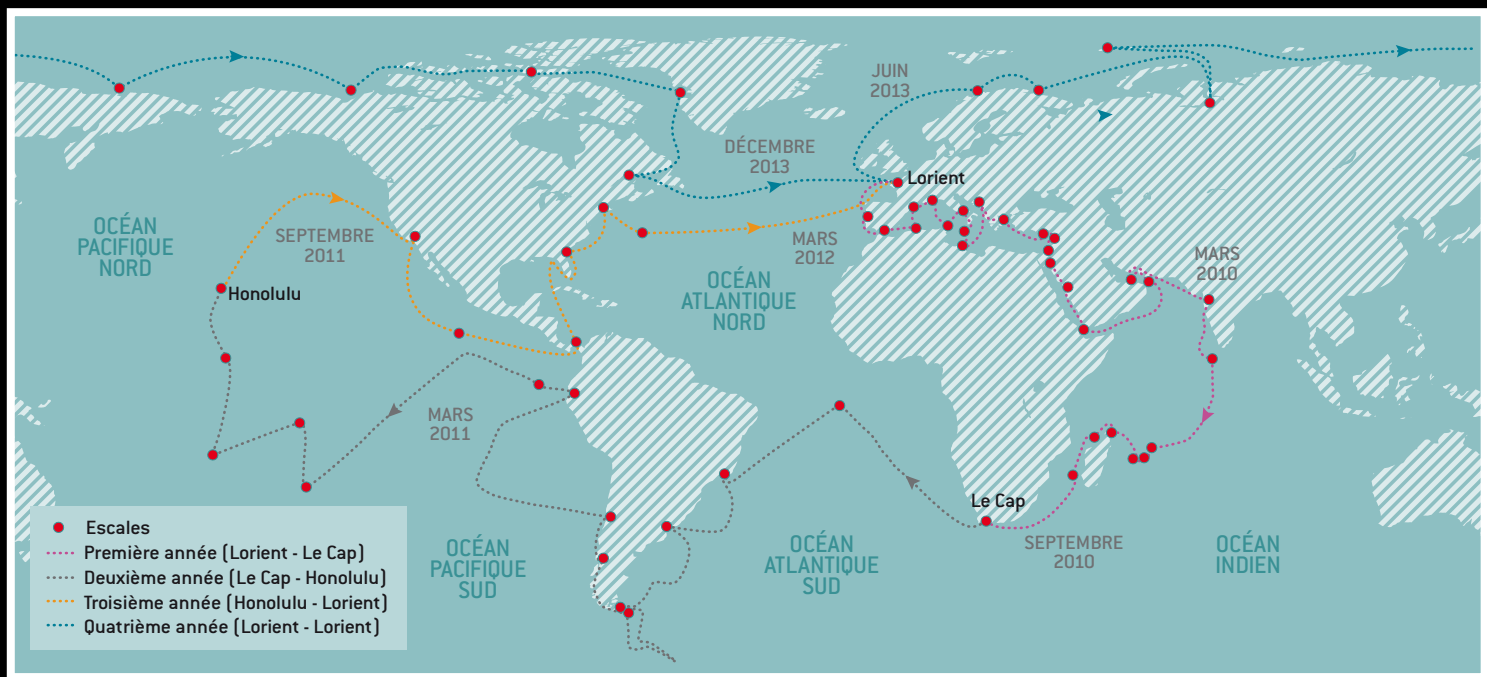 JUIN
2013
DÉCEMBRE
2013
Lorient
OCÉAN
PACIFIQUE
NORD
SEPTEMBRE
2011
MARS
2012
MARS
2010
Honolulu
OCÉAN
ATLANTIQUE
NORD
MARS
2011
Le Cap
SEPTEMBRE
2010
OCÉAN
PACIFIQUE
SUD
OCÉAN
ATLANTIQUE
SUD
OCÉAN
INDIEN
Escales
Première année (Lorient - Le Cap)
Deuxième année (Le Cap - Honolulu)
Troisième année (Honolulu - Lorient)
Quatrième année (Lorient - Lorient)